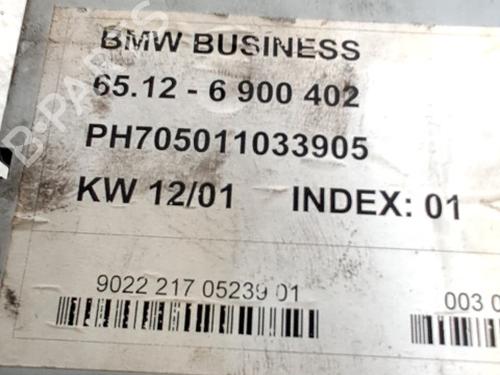 BMW BUSINESS
65.12 - 6 900 402
PH705011033905
KW 12/01 INDEX: 01
9022 217 05239 01
003 0